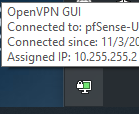 OpenVPN GUI
Connected to: pfSense-U
Connected since: 11/3/20
Assigned IP: 10.255.255.2